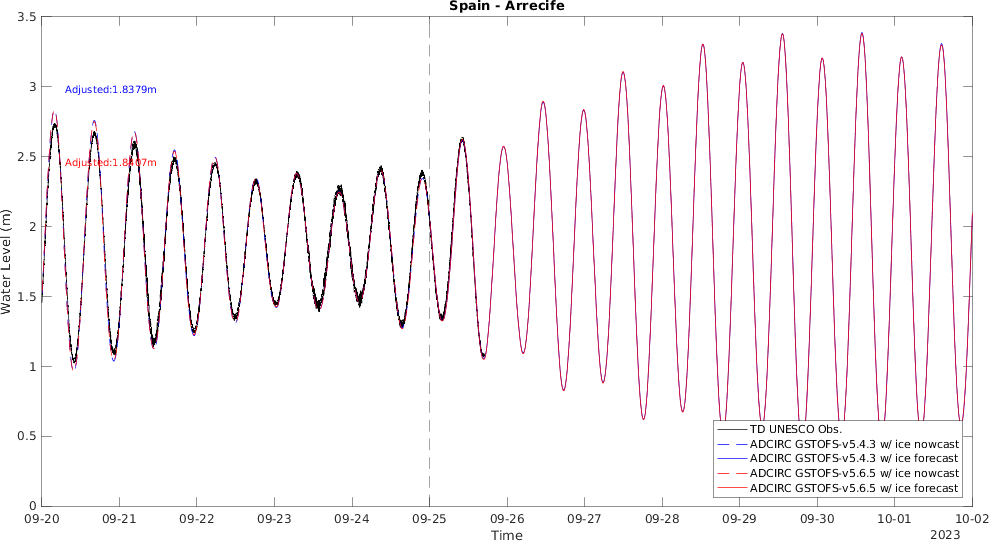 Spain - Arrecife
3.5
3
2.5
2
1.5
1
0.5
0
Water Level (m)
Adjusted:1.8379m
Adjusted:1.8407m
TD UNESCO Obs.
ADCIRC GSTOFS-v5.4.3 w/ ice nowcast
ADCIRC GSTOFS-v5.4.3 w/ ice forecast
ADCIRC GSTOFS-v5.6.5 w/ ice nowcast
ADCIRC GSTOFS-v5.6.5 w/ ice forecast
09-20 09-21 09-22 09-23 09-24 09-25 09-26 09-27 09-28 09-29 09-30 10-01 10-02
Time
2023